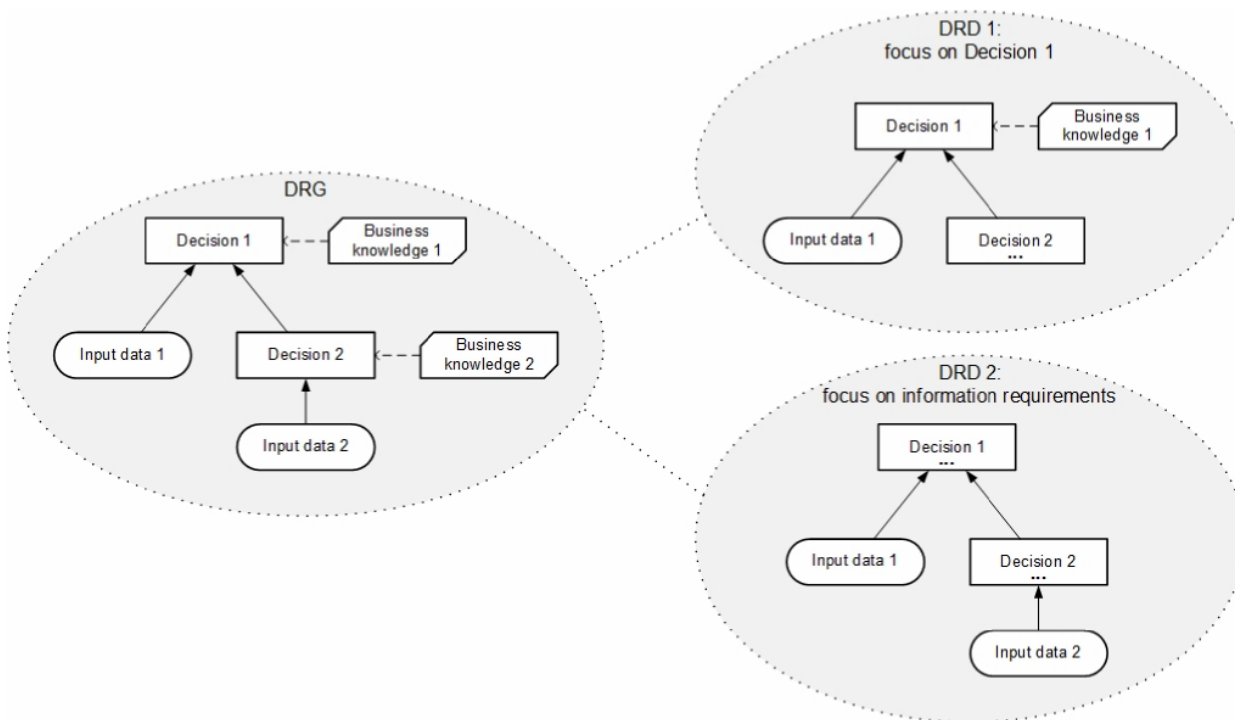 DRG
Decision 1
Business
knowledge 1
Input data 1
Decision 2
Business
knowledge 2
Input data 2
DRD 1:
focus on Decision 1
Decision 1
Business
knowledge 1
Input data 1
Decision 2
...
DRD 2:
focus on information requirements
Decision 1
...
Input data 1
Decision 2
...
Input data 2